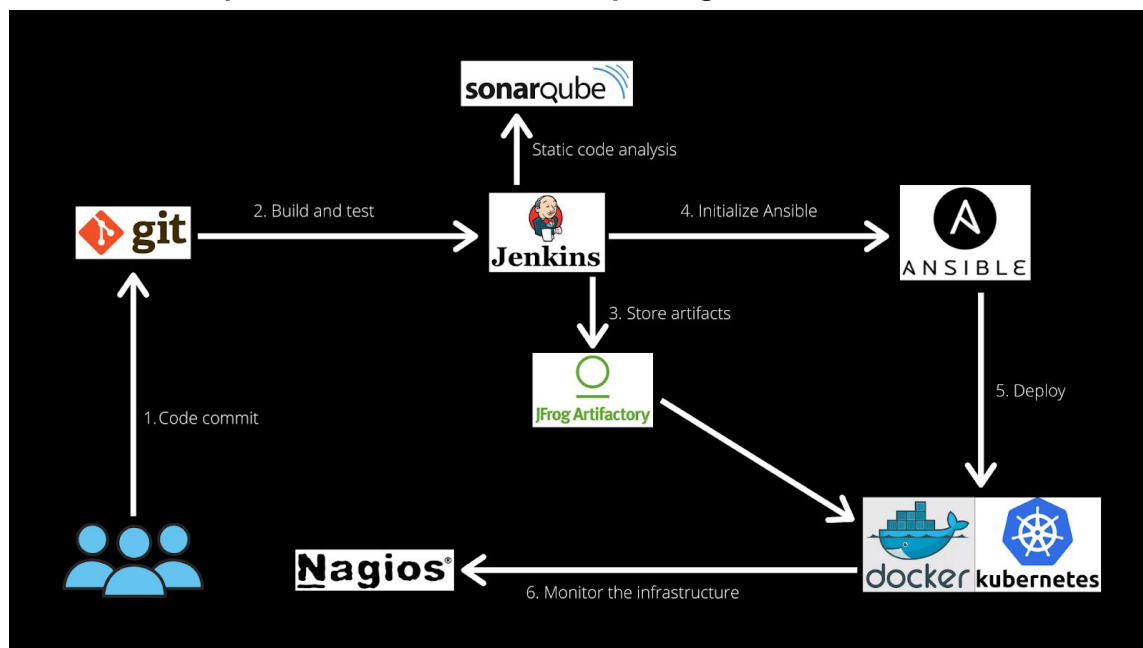 sonarqube
Static code analysis
git
2. Build and test
Jenkins
4. Initialize Ansible
ANSIBLE
3. Store artifacts
JFrog Artifactory
1.Code commit
5. Deploy
Nagios®
6. Monitor the infrastructure
docker
kubernetes